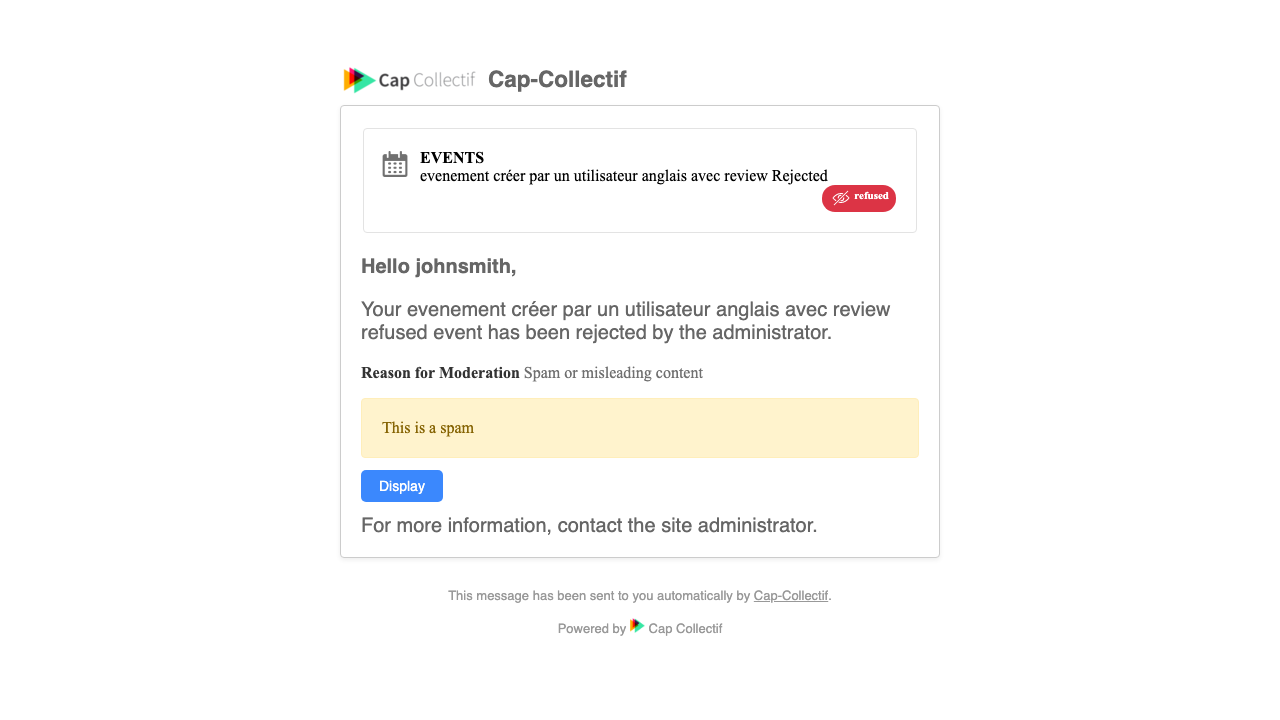 Cap Collectif Cap-Collectif
EVENTS
evenement créer par un utilisateur anglais avec review Rejected
refused
Hello johnsmith,
Your evenement créer par un utilisateur anglais avec review
refused event has been rejected by the administrator.
Reason for Moderation Spam or misleading content
This is a spam
Display
For more information, contact the site administrator.
This message has been sent to you automatically by Cap-Collectif.
Powered by Cap Collectif